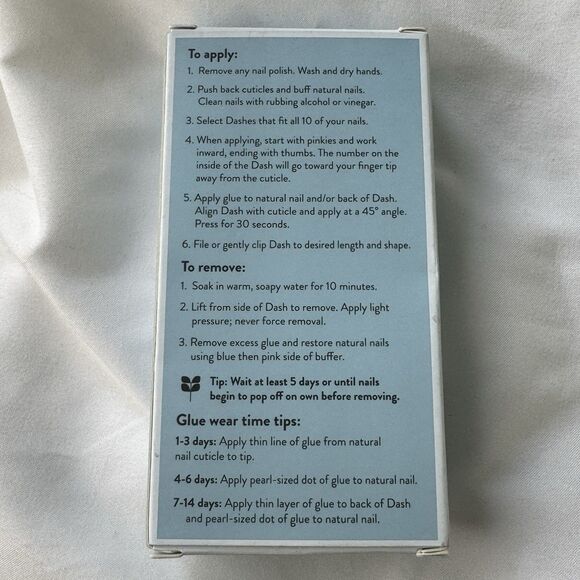 To apply:
1. Remove any nail polish. Wash and dry hands.
2. Push back cuticles and buff natural nails.
Clean nails with rubbing alcohol or vinegar.
3. Select Dashes that fit all 10 of your nails.
4. When applying, start with pinkies and work
inward, ending with thumbs. The number on the
inside of the Dash will go toward your finger tip
away from the cuticle.
5. Apply glue to natural nail and/or back of Dash.
Align Dash with cuticle and apply at a 45° angle.
Press for 30 seconds.
6. File or gently clip Dash to desired length and shape.
To remove:
1. Soak in warm, soapy water for 10 minutes.
2. Lift from side of Dash to remove. Apply light
pressure; never force removal.
3. Remove excess glue and restore natural nails
using blue then pink side of buffer.
Tip: Wait at least 5 days or until nails
begin to pop off on own before removing.
Glue wear time tips:
1-3 days: Apply thin line of glue from natural
nail cuticle to tip.
4-6 days: Apply pearl-sized dot of glue to natural nail.
7-14 days: Apply thin layer of glue to back of Dash
and pearl-sized dot of glue to natural nail.